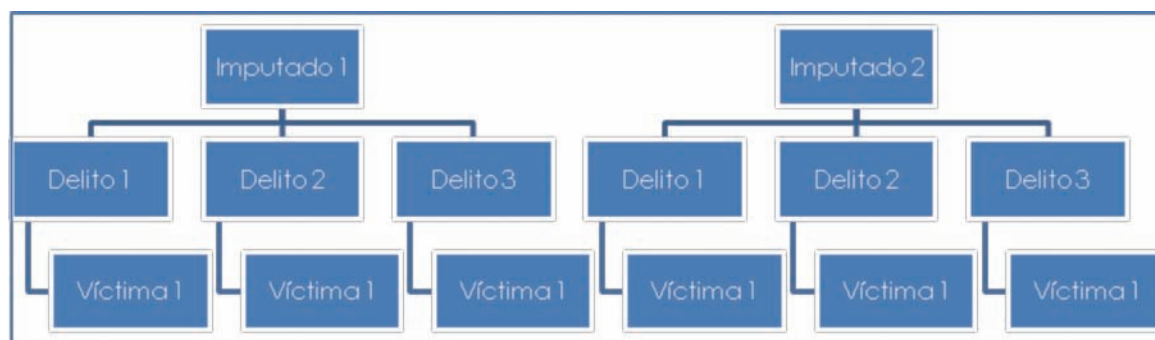 Imputado 1
Imputado 2
Delito 1
Delito 2
Delito 3
Delito 1
Delito 2
Delito 3
Víctima 1
Víctima 1
Víctima 1
Víctima 1
Víctima 1
Víctima 1